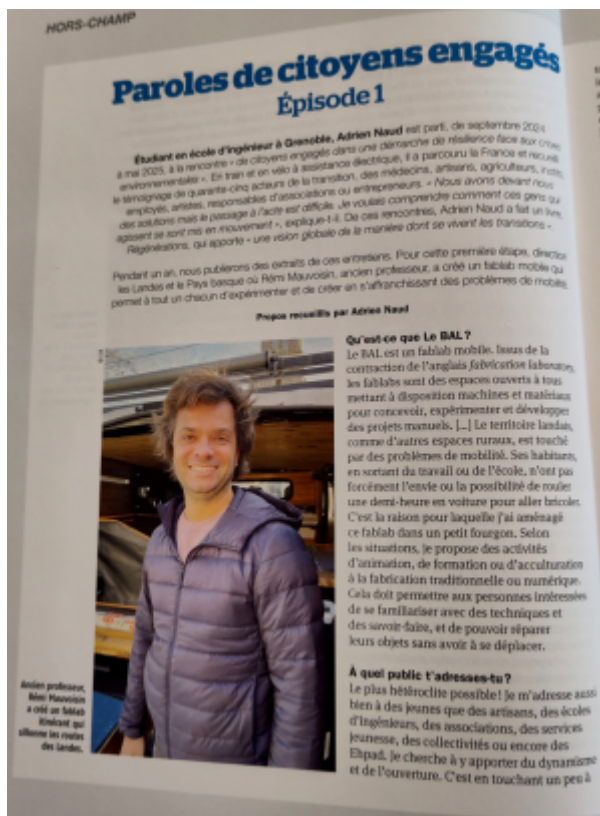 HORS-CHAMP
Paroles de citoyens engagés
Épisode 1
Étudiant en école d'ingénieur à Grenoble, Adrien Naud est parti, de septembre 2024
à mai 2025, à la rencontre « de citoyens engagés dans une démarche de résilience face aux crises
environnementales ». En train et en vélo à assistance électrique, il a parcouru la France et recueilli
le témoignage de quarante-cinq acteurs de la transition, des médecins, artisans, agriculteurs,
employés, artistes, responsables d'associations ou entrepreneurs. « Nous avons devant nous
des solutions mais le passage à l'acte est difficile. Je voulais comprendre comment ces gens qui
agissent se sont mis en mouvement », explique-t-il. De ces rencontres, Adrien Naud a fait un livre,
Régénérations, qui apporte « une vision globale de la manière dont se vivent les transitions ».
Pendant un an, nous publierons des extraits de ces entretiens. Pour cette première étape, direction
les Landes et le Pays basque où Rémi Mauvoisin, ancien professeur, a créé un fablab mobile qui
permet à tout un chacun d'expérimenter et de créer en s'affranchissant des problèmes de mobilité.
Propos recueillis par Adrien Naud
Qu'est-ce que Le BAL ?
Le BAL est un fablab mobile. Issus de la
contraction de l'anglais fabrication laboratory,
les fablabs sont des espaces ouverts à tous
mettant à disposition machines et matériaux
pour concevoir, expérimenter et développer
des projets manuels. [...] Le territoire landais,
comme d'autres espaces ruraux, est touché
par des problèmes de mobilité. Ses habitants,
en sortant du travail ou de l'école, n'ont pas
forcément l'envie ou la possibilité de rouler
une demi-heure en voiture pour aller bricoler.
C'est la raison pour laquelle j'ai aménagé
ce fablab dans un petit fourgon. Selon
les situations, je propose des activités
d'animation, de formation ou d'acculturation
à la fabrication traditionnelle ou numérique.
Cela doit permettre aux personnes intéressées
de se familiariser avec des techniques et
des savoir-faire, et de pouvoir réparer
leurs objets sans avoir à se déplacer.
À quel public t'adresses-tu ?
Le plus hétéroclite possible ! Je m'adresse aussi
bien à des jeunes que des artisans, des écoles
d'ingénieurs, des associations, des services
jeunesse, des collectivités ou encore des
Ehpad. Je cherche à y apporter du dynamisme
et de l'ouverture. C'est en touchant un peu à
Ancien professeur,
Rémi Mauvoisin
a créé un fablab
itinérant qui
sillonne les routes
des Landes.